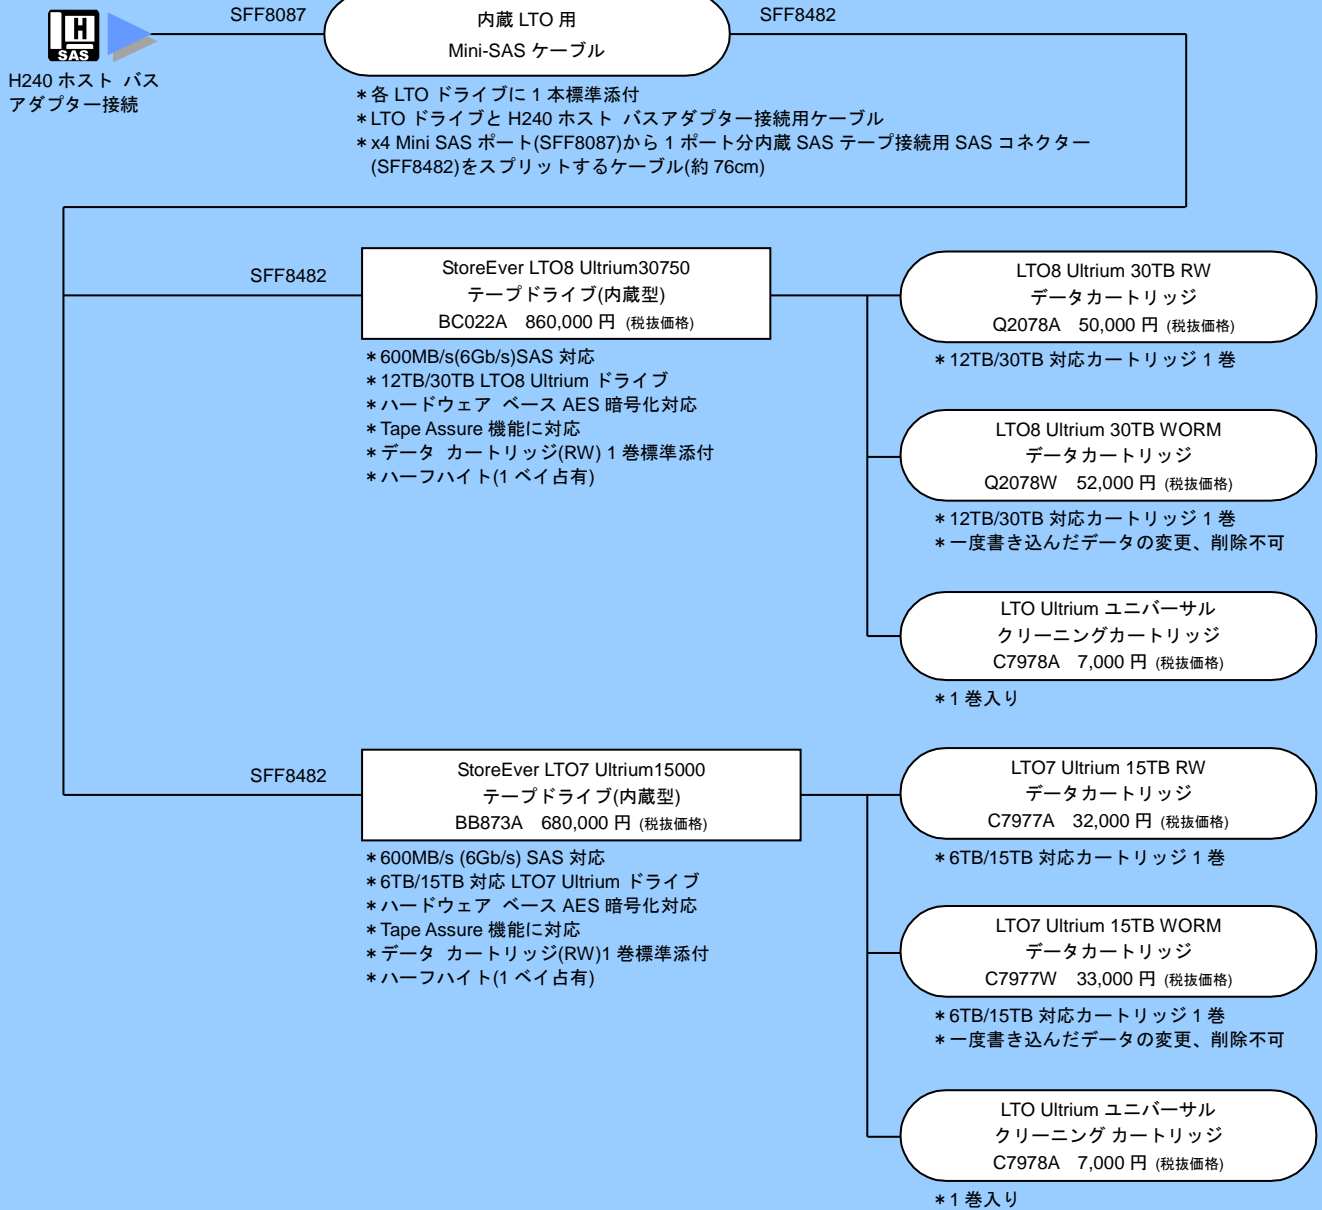 SFF8087
内蔵 LTO 用
Mini-SAS ケーブル
SFF8482
H
SAS
H240 ホスト バス
アダプター接続
*各 LTO ドライブに 1 本標準添付
*LTO ドライブと H240 ホスト バスアダプター接続用ケーブル
*x4 Mini SAS ポート(SFF8087)から 1 ポート分内蔵 SAS テープ接続用 SAS コネクター
(SFF8482)をスプリットするケーブル(約 76cm)
SFF8482
StoreEver LTO8 Ultrium30750
テープドライブ(内蔵型)
BC022A 860,000 円 (税抜価格)
*600MB/s(6Gb/s)SAS 対応
*12TB/30TB LTO8 Ultrium ドライブ
*ハードウェア ベース AES 暗号化対応
*Tape Assure 機能に対応
*データ カートリッジ(RW) 1 巻標準添付
*ハーフハイト(1 ベイ占有)
LTO8 Ultrium 30TB RW
データカートリッジ
Q2078A 50,000 円 (税抜価格)
*12TB/30TB 対応カートリッジ 1 巻
LTO8 Ultrium 30TB WORM
データカートリッジ
Q2078W 52,000 円 (税抜価格)
*12TB/30TB 対応カートリッジ 1 巻
*一度書き込んだデータの変更、削除不可
LTO Ultrium ユニバーサル
クリーニングカートリッジ
C7978A 7,000 円 (税抜価格)
*1 巻入り
SFF8482
StoreEver LTO7 Ultrium15000
テープドライブ(内蔵型)
BB873A 680,000 円 (税抜価格)
*600MB/s (6Gb/s) SAS 対応
*6TB/15TB 対応 LTO7 Ultrium ドライブ
*ハードウェア ベース AES 暗号化対応
*Tape Assure 機能に対応
*データ カートリッジ(RW)1 巻標準添付
*ハーフハイト(1 ベイ占有)
LTO7 Ultrium 15TB RW
データカートリッジ
C7977A 32,000 円 (税抜価格)
*6TB/15TB 対応カートリッジ 1 巻
LTO7 Ultrium 15TB WORM
データカートリッジ
C7977W 33,000 円 (税抜価格)
*6TB/15TB 対応カートリッジ 1 巻
*一度書き込んだデータの変更、削除不可
LTO Ultrium ユニバーサル
クリーニング カートリッジ
C7978A 7,000 円 (税抜価格)
*1 巻入り